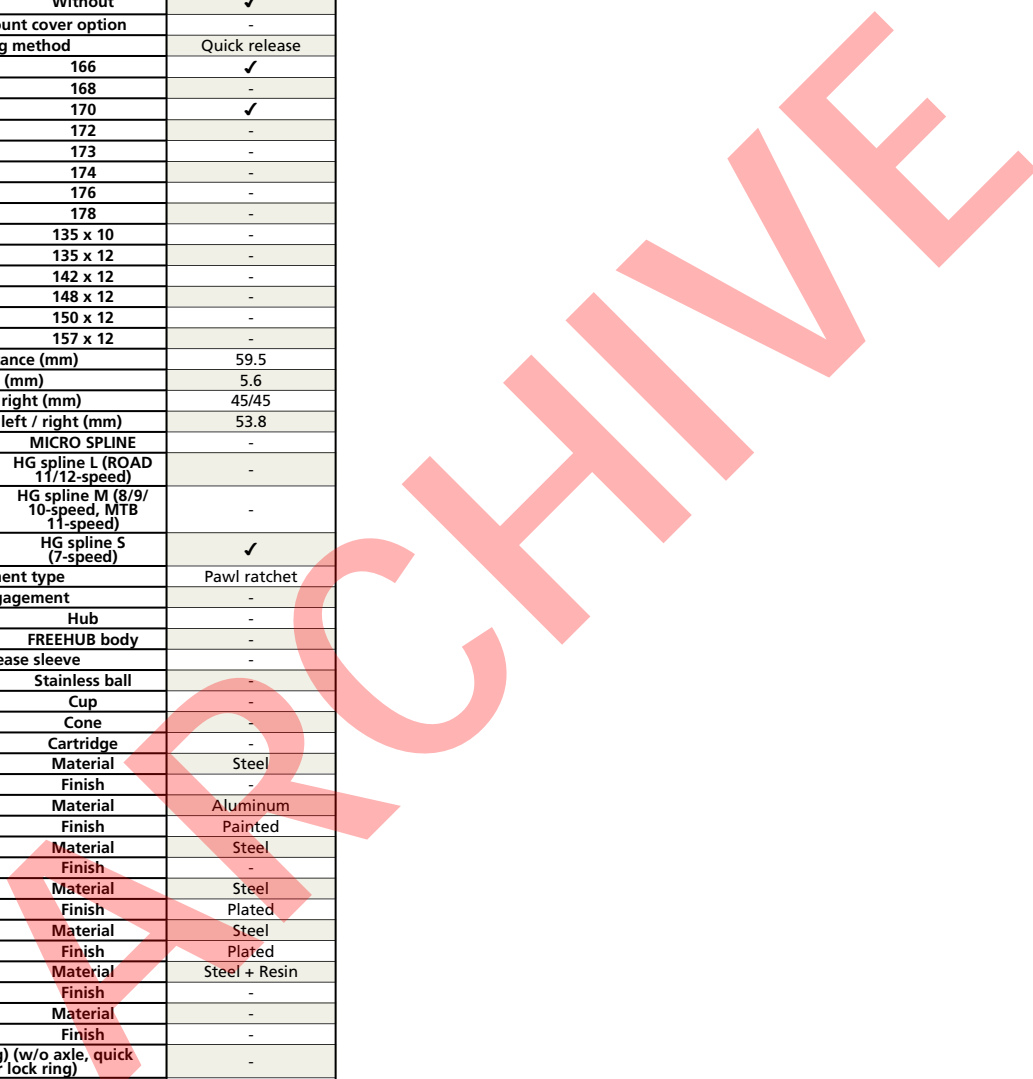 Without ✓
ount cover option -
g method Quick release
166 ✓
168 -
170 ✓
172 -
173 -
174 -
176 -
178 -
135 x 10 -
135 x 12 -
142 x 12 -
148 x 12 -
150 x 12 -
157 x 12 -
ance (mm) 59.5
(mm) 5.6
right (mm) 45/45
left / right (mm) 53.8
MICRO SPLINE -
HG spline L (ROAD
11/12-speed) -
HG spline M (8/9/
10-speed, MTB
11-speed) -
HG spline S
(7-speed) ✓
ent type Pawl ratchet
gagement -
Hub -
FREEHUB body -
ease sleeve -
Stainless ball -
Cup -
Cone -
Cartridge -
Material Steel
Finish -
Material Aluminum
Finish Painted
Material Steel
Finish -
Material Steel
Finish Plated
Material Steel
Finish Plated
Material Steel + Resin
Finish -
Material -
Finish -
) (w/o axle, quick
lock ring) -
ARCHIVE